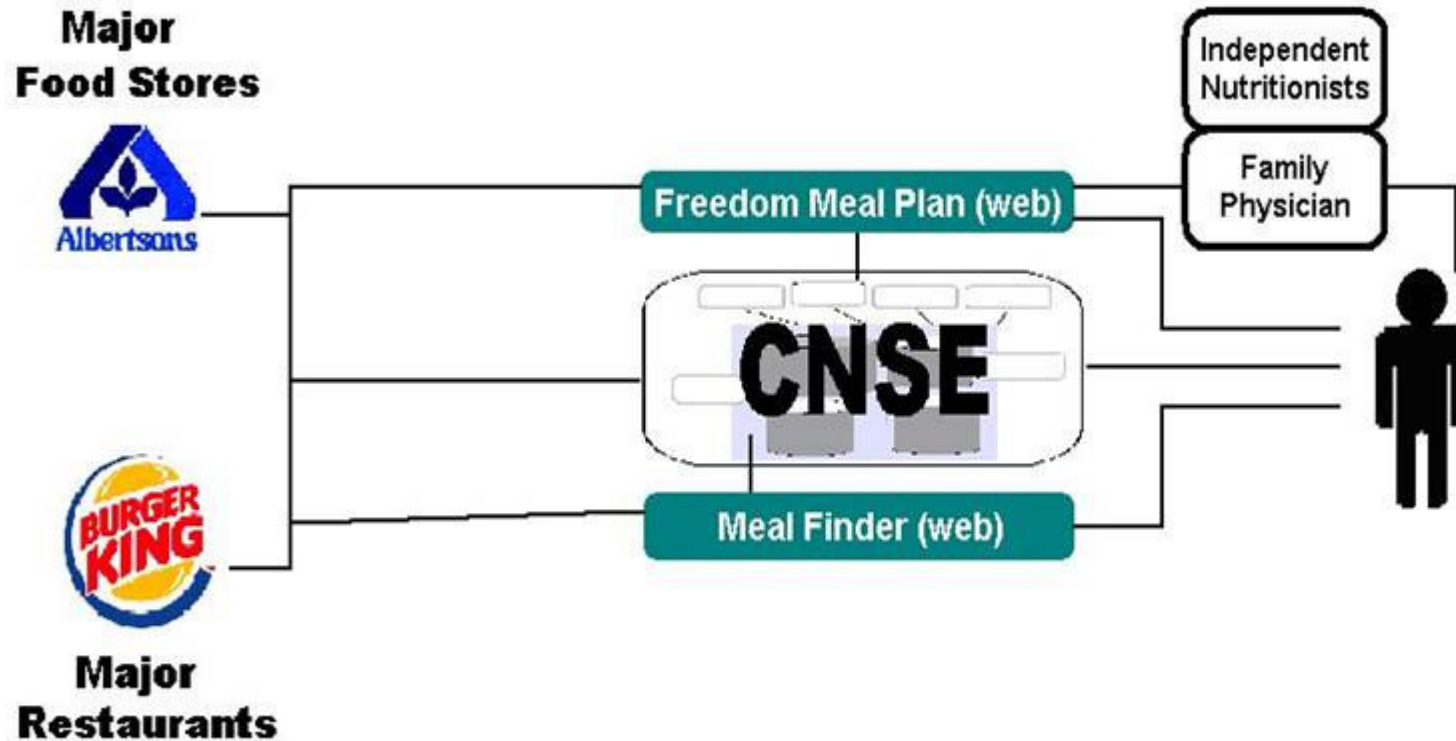 Major
Food Stores
Albertsons
BURGER
KING
Major
Restaurants
Freedom Meal Plan (web)
CNSE
Meal Finder (web)
Independent
Nutritionists
Family
Physician